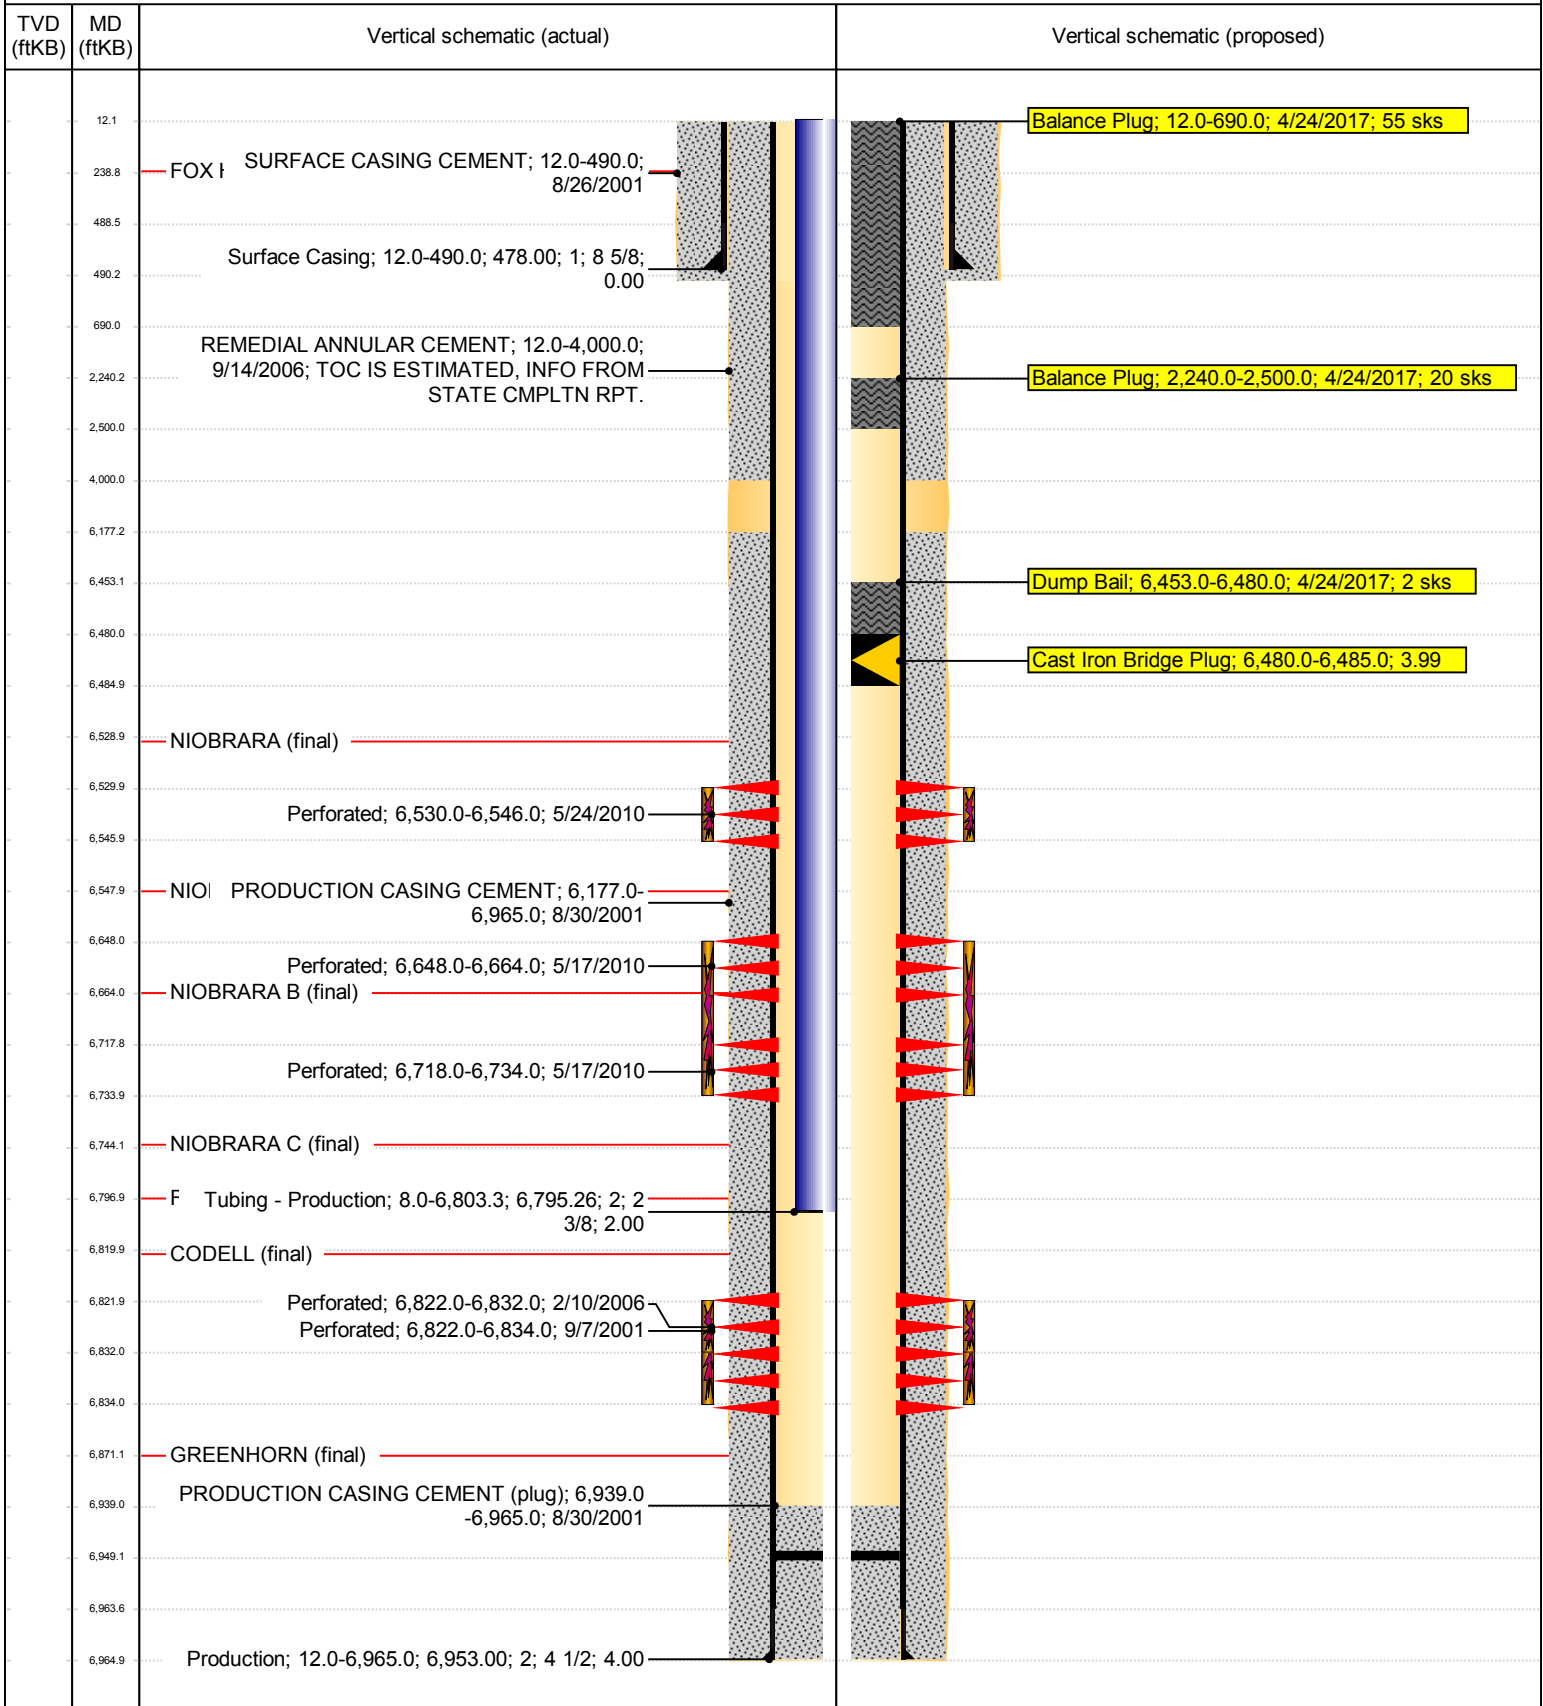 TVD (ftKB)
MD (ftKB)
Vertical schematic (actual)
Vertical schematic (proposed)
12.1
Balance Plug; 12.0-690.0; 4/24/2017; 55 sks
238.8
FOX
SURFACE CASING CEMENT; 12.0-490.0;
8/26/2001
488.5
Surface Casing; 12.0-490.0; 478.00; 1; 8 5/8;
0.00
490.2
690.0
REMEDIAL ANNULAR CEMENT; 12.0-4,000.0;
9/14/2006; TOC IS ESTIMATED, INFO FROM
STATE CMPLTN RPT.
2,240.2
Balance Plug; 2,240.0-2,500.0; 4/24/2017; 20 sks
2,500.0
4,000.0
6,177.2
6,453.1
Dump Bail; 6,453.0-6,480.0; 4/24/2017; 2 sks
6,480.0
Cast Iron Bridge Plug; 6,480.0-6,485.0; 3.99
6,484.9
6,528.9
NIOBRARA (final)
6,529.9
Perforated; 6,530.0-6,546.0; 5/24/2010
6,545.9
6,547.9
NIO
PRODUCTION CASING CEMENT; 6,177.0-
6,965.0; 8/30/2001
6,648.0
Perforated; 6,648.0-6,664.0; 5/17/2010
6,664.0
NIOBRARA B (final)
6,717.8
Perforated; 6,718.0-6,734.0; 5/17/2010
6,733.9
6,744.1
NIOBRARA C (final)
6,796.9
F
Tubing - Production; 8.0-6,803.3; 6,795.26; 2; 2
3/8; 2.00
6,819.9
CODELL (final)
6,821.9
Perforated; 6,822.0-6,832.0; 2/10/2006
Perforated; 6,822.0-6,834.0; 9/7/2001
6,832.0
6,834.0
6,871.1
GREENHORN (final)
6,939.0
PRODUCTION CASING CEMENT (plug); 6,939.0
-6,965.0; 8/30/2001
6,949.1
6,963.6
6,964.9
Production; 12.0-6,965.0; 6,953.00; 2; 4 1/2; 4.00